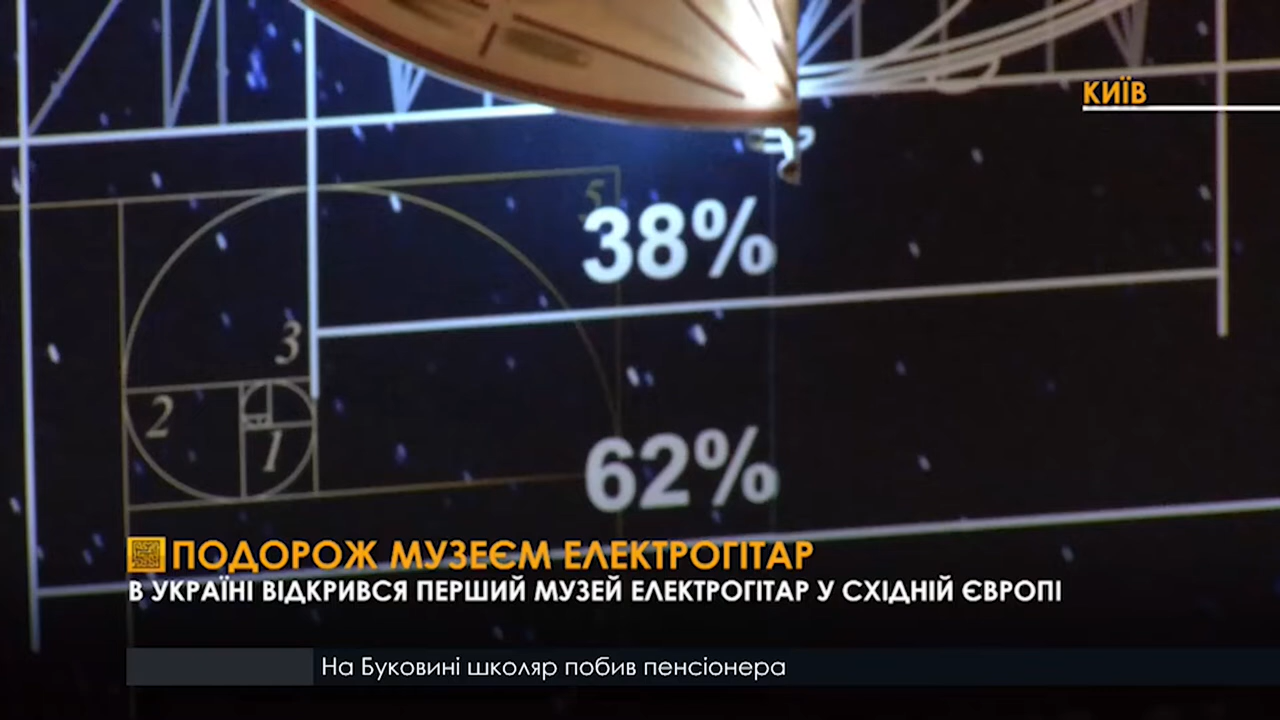 КИЇВ
5
38%
3
2
1
62%
ПОДОРОЖ МУЗЕЄМ ЕЛЕКТРОГІТАР
В УКРАЇНІ ВІДКРИВСЯ ПЕРШИЙ МУЗЕЙ ЕЛЕКТРОГІТАР У СХІДНІЙ ЄВРОПІ
На Буковині школяр побив пенсіонера